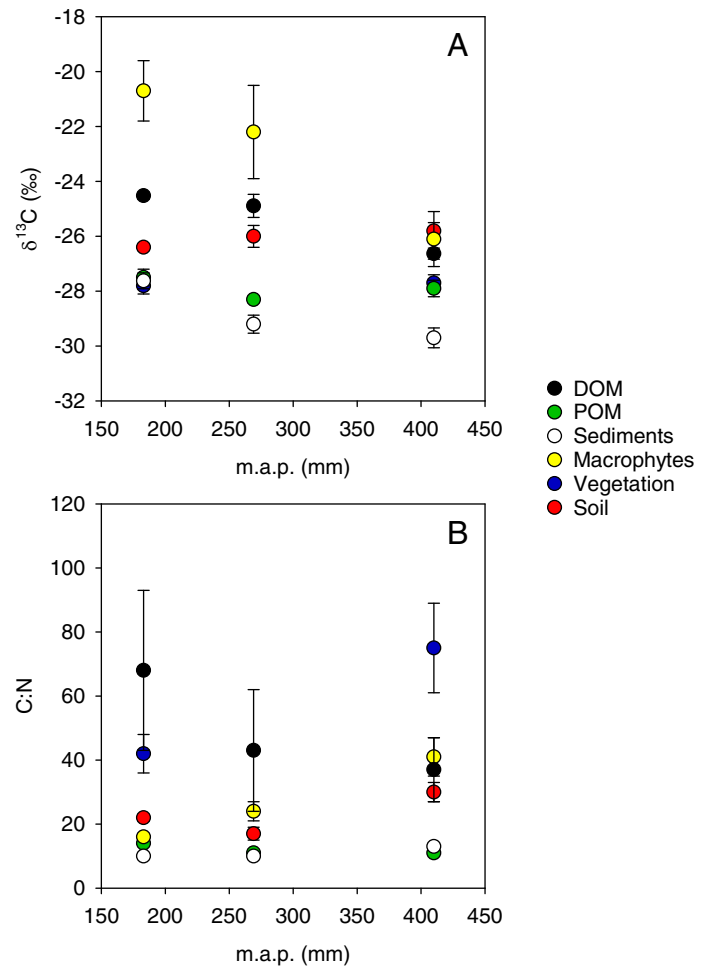 -18
-20
-22
-24
-26
-28
-30
-32
δ13C (‰)
A
150 200 250 300 350 400 450
m.a.p. (mm)
DOM
POM
Sediments
Macrophytes
Vegetation
Soil
120
100
80
60
40
20
0
C:N
B
150 200 250 300 350 400 450
m.a.p. (mm)